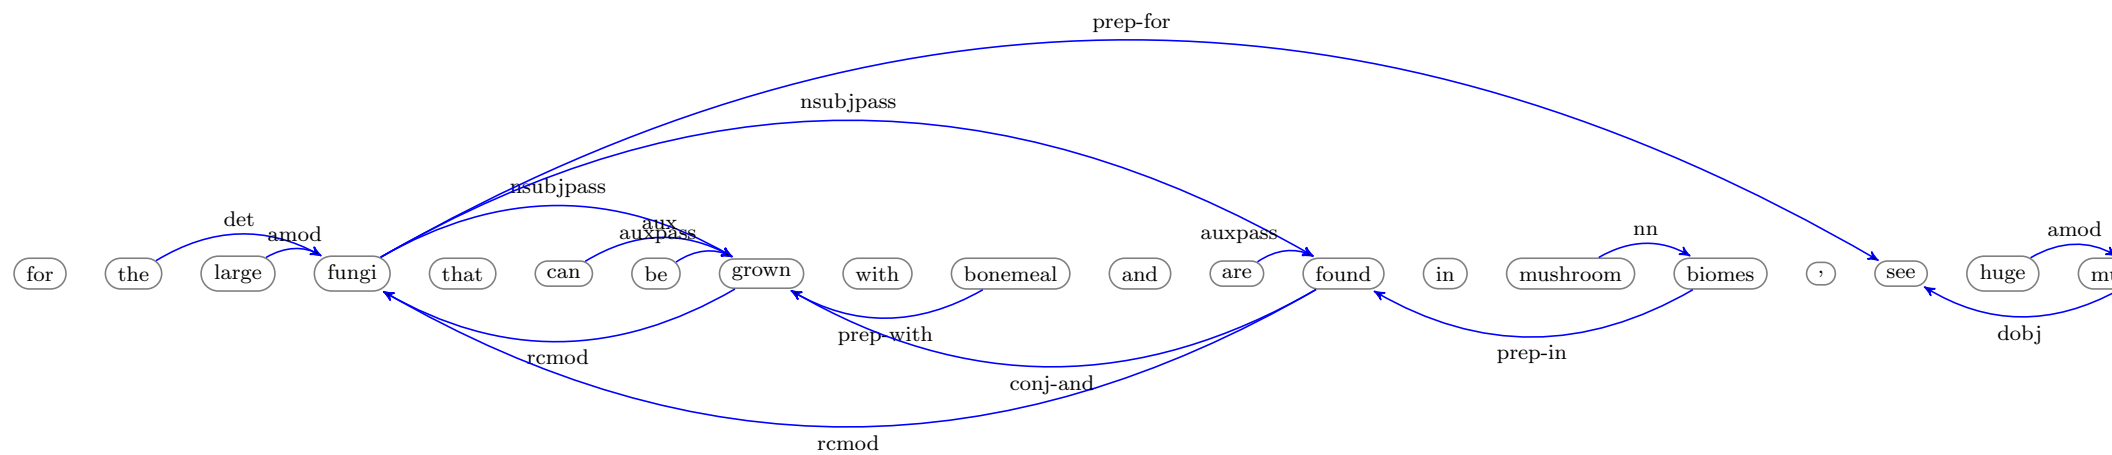 prep-for
nsubjpass
nsubjpass
det
amod
aux
auxpass
auxpass
nn
amod
for the large fungi that can be grown with bonemeal and are found in mushroom biomes , see huge mu
prep-with
rcmod
conj-and
prep-in
dobj
rcmod